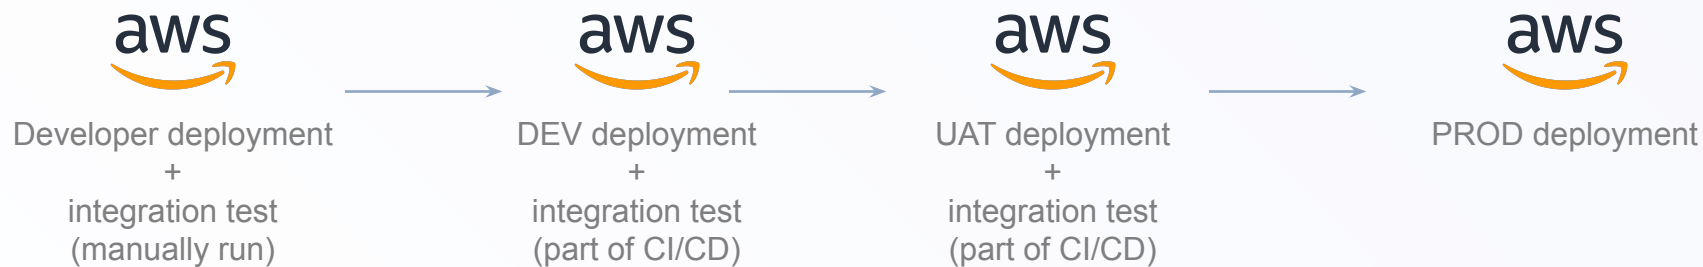 aws
Developer deployment
+
integration test
(manually run)
aws
DEV deployment
+
integration test
(part of CI/CD)
aws
UAT deployment
+
integration test
(part of CI/CD)
aws
PROD deployment